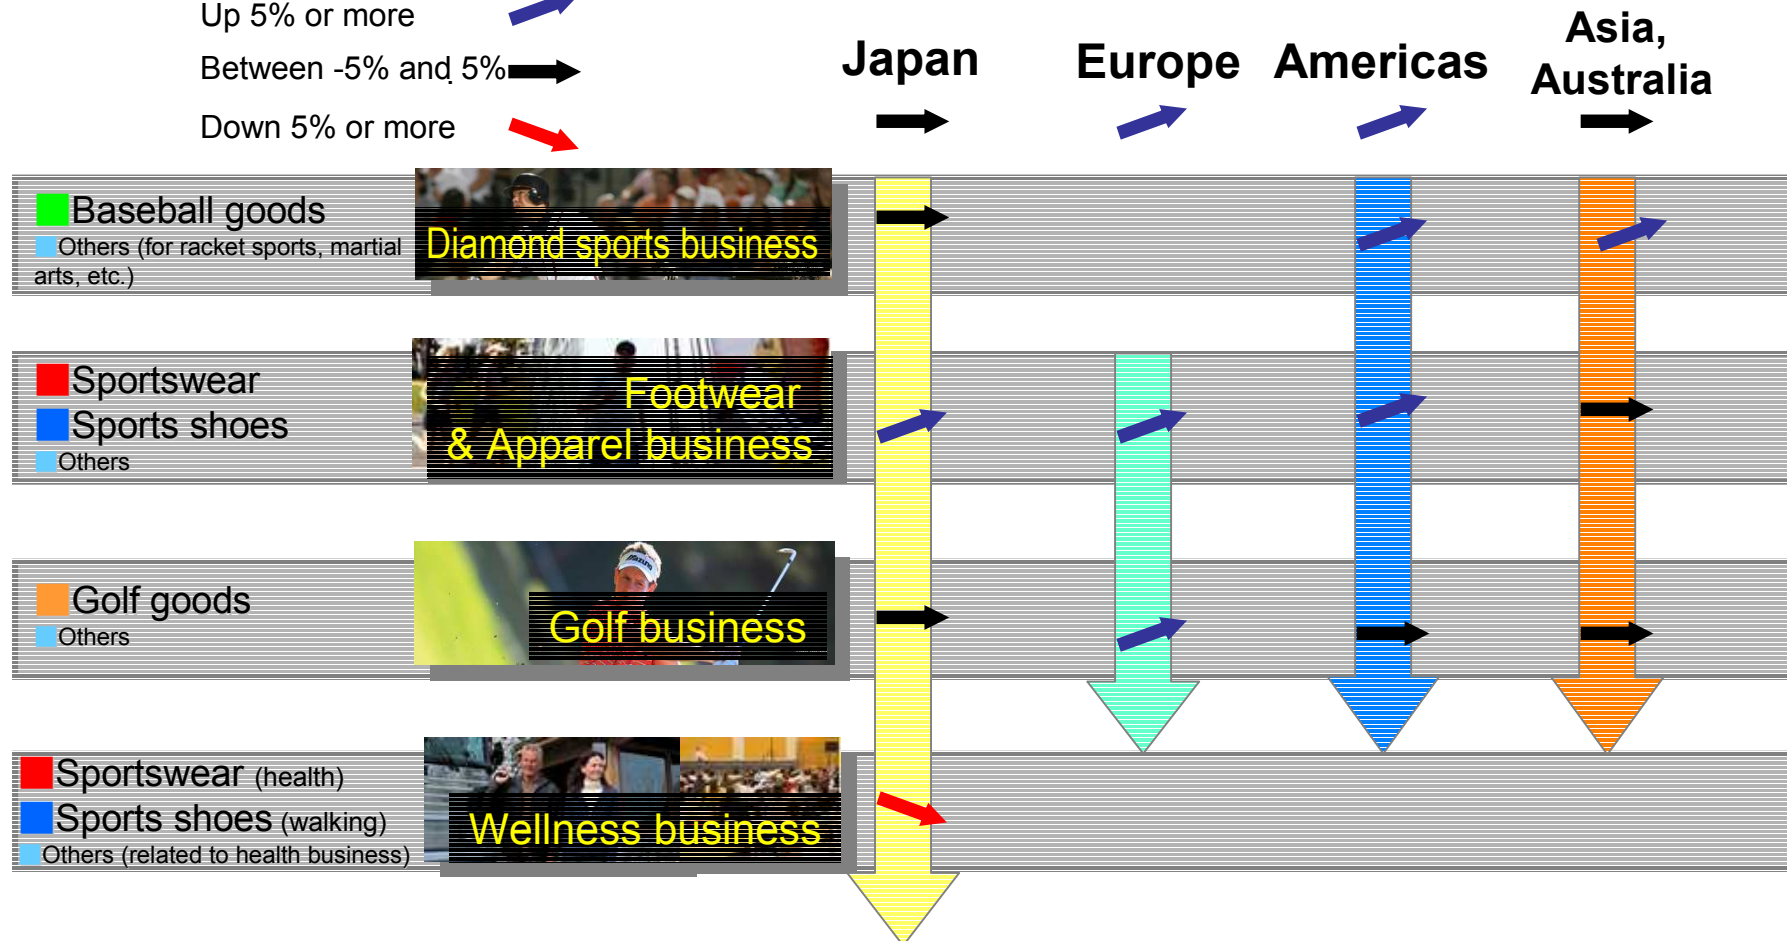 Up 5% or more
Between -5% and 5%
Down 5% or more
Japan
Europe
Americas
Asia,
Australia
Baseball goods
Others (for racket sports, martial
arts, etc.)
Diamond sports business
Sportswear
Sports shoes
Others
Footwear
& Apparel business
Golf goods
Others
Golf business
Sportswear (health)
Sports shoes (walking)
Others (related to health business)
Wellness business